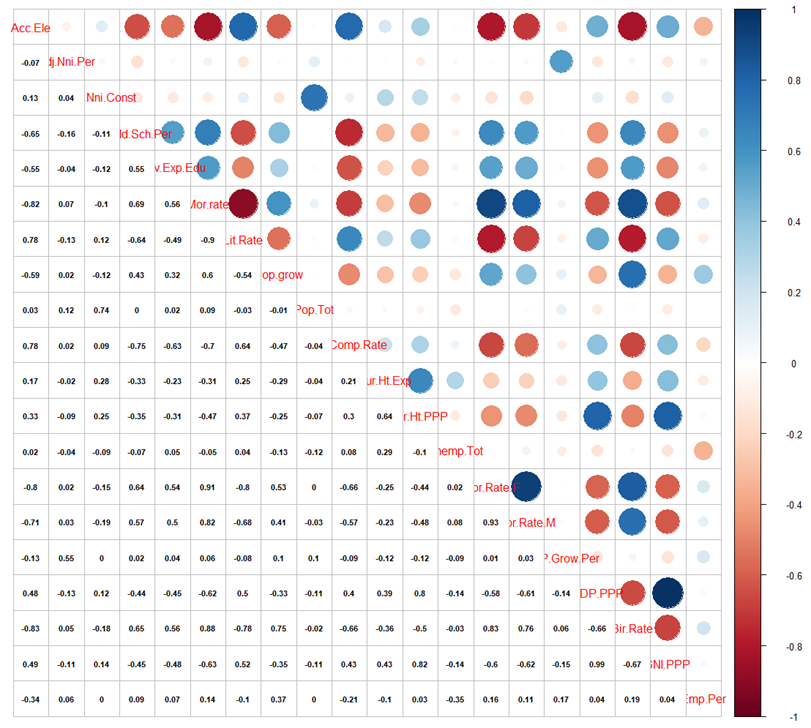 Acc.Ele 1
-0.07 dj.Nni.Per 0.8
0.13 0.04 .Nni.Const
-0.65 -0.16 -0.11 ld.Sch.Per 0.6
-0.55 -0.04 -0.12 0.55 v.Exp.Edu
-0.82 0.07 -0.1 0.69 0.56 Mor.rate 0.4
0.78 -0.13 0.12 -0.64 -0.49 -0.9 Lit.Rate
-0.59 0.02 -0.12 0.43 0.32 0.6 -0.54 op.grow 0.2
0.03 0.12 0.74 0 0.02 0.09 -0.03 -0.01 Pop.Tot
0.78 0.02 0.09 -0.75 -0.63 -0.7 0.64 -0.47 -0.04 Comp.Rate 0
0.17 -0.02 0.28 -0.33 -0.23 -0.31 0.25 -0.29 -0.04 0.21 ur.Ht.Exp
0.33 -0.09 0.25 -0.35 -0.31 -0.47 0.37 -0.25 -0.07 0.3 0.64 r.Ht.PPP -0.2
0.02 -0.04 -0.09 -0.07 0.05 -0.05 0.04 -0.13 -0.12 0.08 0.29 -0.1 nemp.Tot
-0.8 0.02 -0.15 0.64 0.54 0.91 -0.8 0.53 0 -0.66 -0.25 -0.44 0.02 or.Rate. -0.4
-0.71 0.03 -0.19 0.57 0.5 0.82 -0.68 0.41 -0.03 -0.57 -0.23 -0.48 0.08 0.93 or.Rate.M
-0.13 0.55 0 0.02 0.04 0.06 -0.08 0.1 0.1 -0.09 -0.12 -0.12 -0.09 0.01 0.03 P.Grow.Per
0.48 -0.13 0.12 -0.44 -0.45 -0.62 0.5 -0.33 -0.11 0.4 0.39 0.8 -0.14 -0.58 -0.61 -0.14 DP.PPP -0.6
-0.83 0.05 -0.18 0.65 0.56 0.88 -0.78 0.75 -0.02 -0.66 -0.36 -0.5 -0.03 0.83 0.76 0.06 -0.66 Bir.Rate -0.8
0.49 -0.11 0.14 -0.45 -0.48 -0.63 0.52 -0.35 -0.11 0.43 0.43 0.82 -0.14 -0.6 -0.62 -0.15 0.99 -0.67 GNI.PPP
-0.34 0.06 0 0.09 0.07 0.14 -0.1 0.37 0 -0.21 -0.1 0.03 -0.35 0.16 0.11 0.17 0.04 0.19 0.04 Emp.Per -1